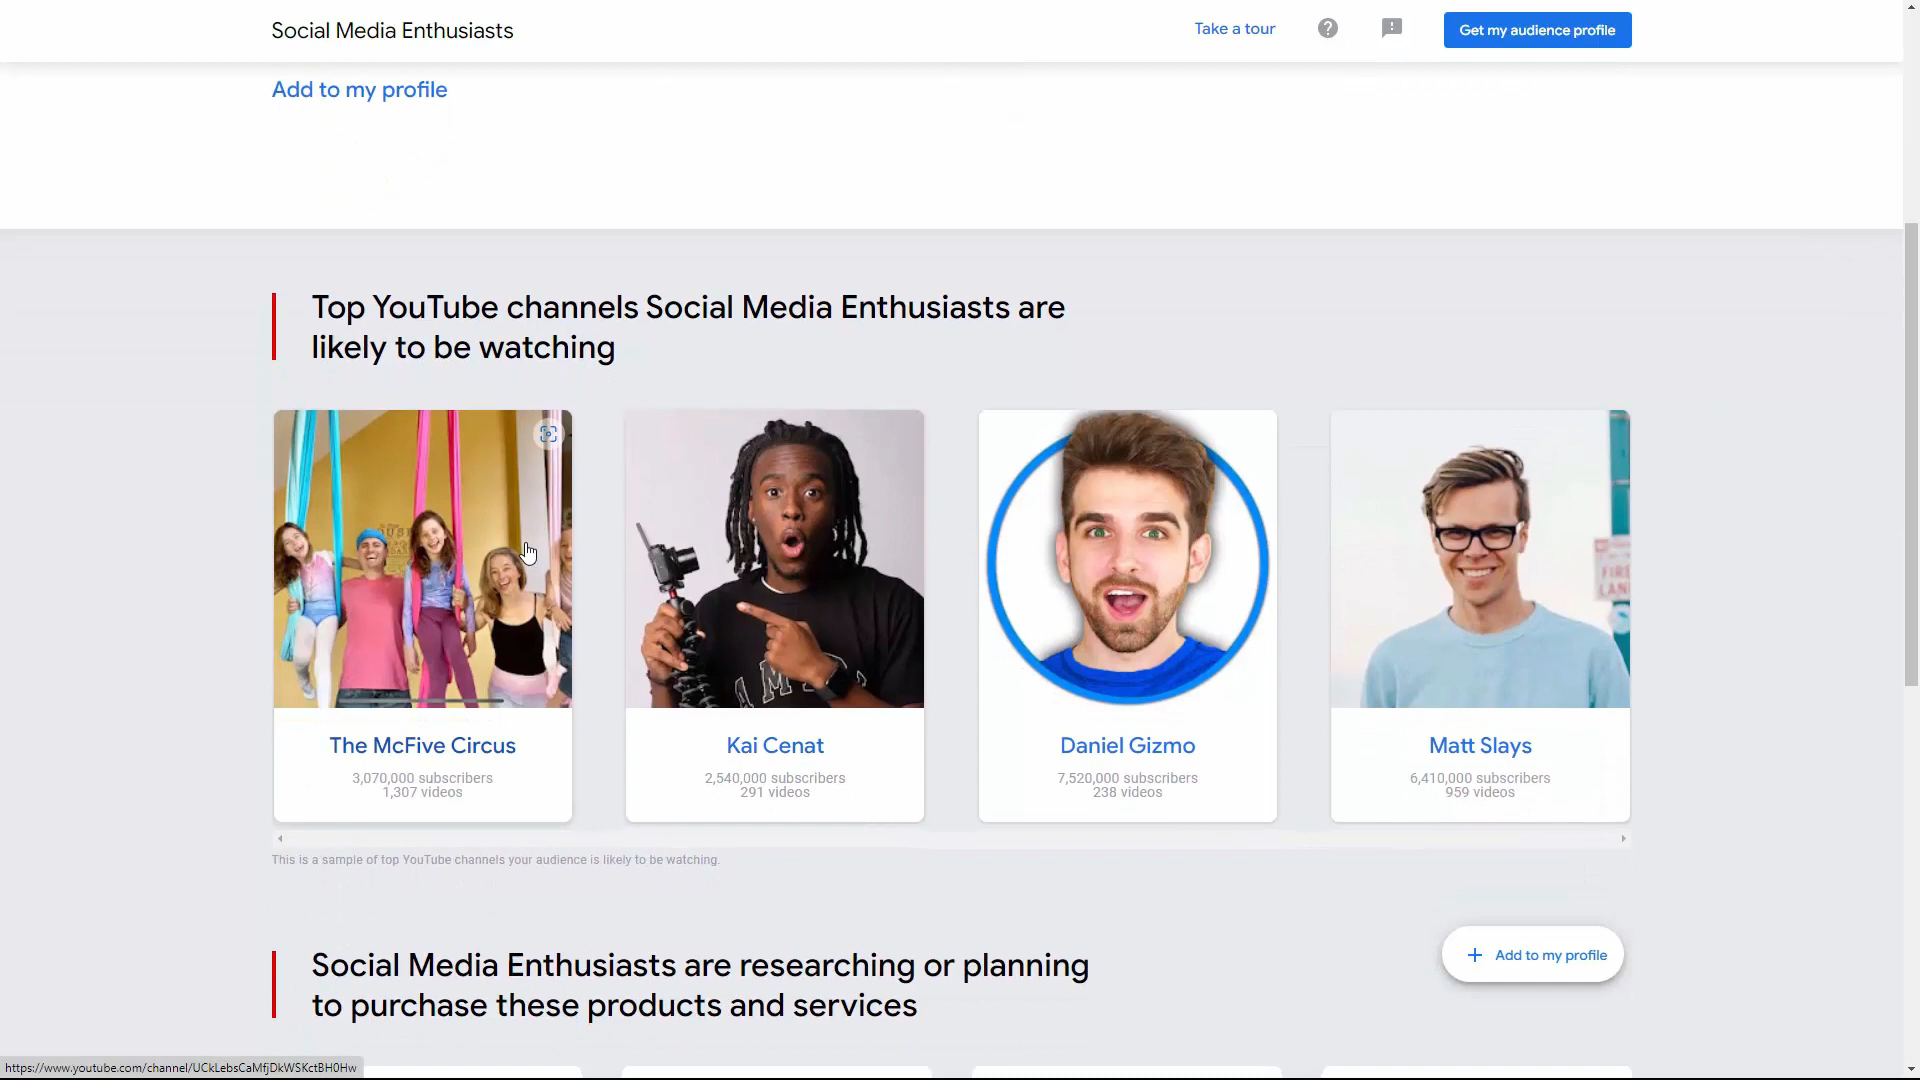 Social Media Enthusiasts
Take a tour
Get my audience profile
Add to my profile
Top YouTube channels Social Media Enthusiasts are
likely to be watching
The McFive Circus
3,070,000 subscribers
1,307 videos
Kai Cenat
2,540,000 subscribers
291 videos
Daniel Gizmo
7,520,000 subscribers
238 videos
FIRE
LAN
Matt Slays
6,410,000 subscribers
959 videos
This is a sample of top YouTube channels your audience is likely to be watching.
Social Media Enthusiasts are researching or planning
to purchase these products and services
+ Add to my profile
https://www.youtube.com/channel/UCkLebsCaMfjDkWSKctBH0Hw